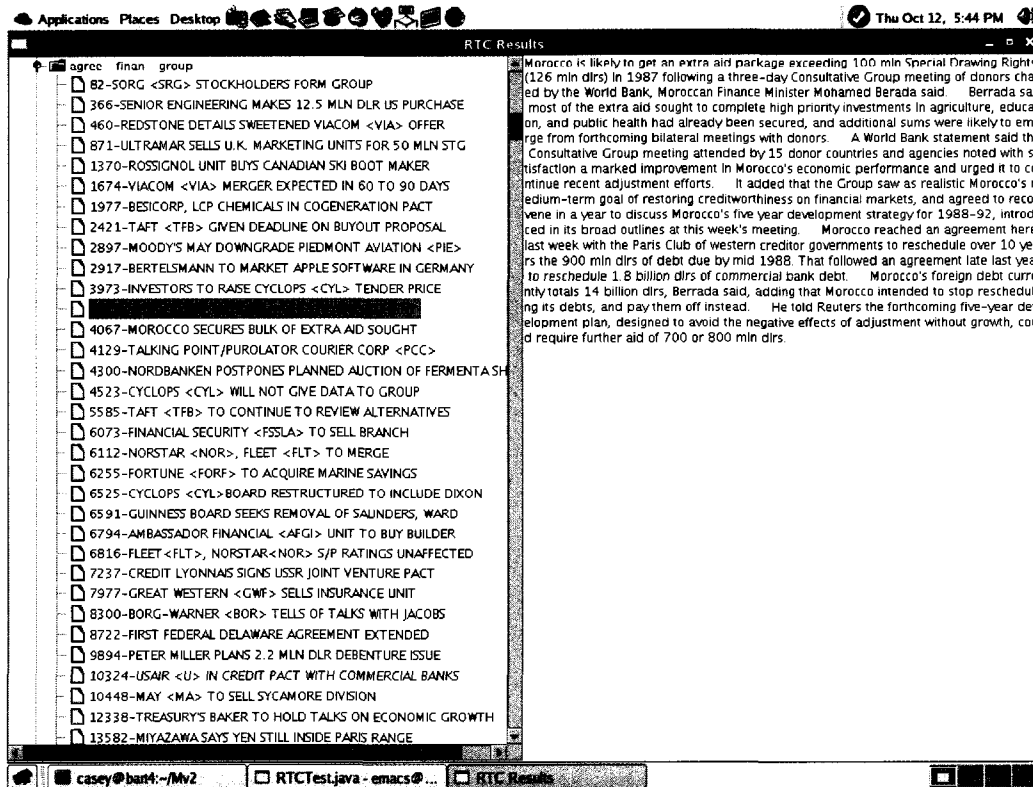 Applications Places Desktop
Thu Oct 12, 5:44 PM
RTC Results
agree finan group
82-SORG <SRG> STOCKHOLDERS FORM GROUP
366-SENIOR ENGINEERING MAKES 12.5 MLN DLR US PURCHASE
460-REDSTONE DETAILS SWEETENED VIACOM <VIA> OFFER
871-ULTRAMAR SELLS U.K. MARKETING UNITS FOR 50 MLN STG
1370-ROSSIGNOL UNIT BUYS CANADIAN SKI BOOT MAKER
1674-VIACOM <VIA> MERGER EXPECTED IN 60 TO 90 DAYS
1977-BESICORP, LCP CHEMICALS IN COGENERATION PACT
2421-TAFT <TFB> GIVEN DEADLINE ON BUYOUT PROPOSAL
2897-MOODY'S MAY DOWNGRADE PIEDMONT AVIATION <PIE>
2917-BERTELSMANN TO MARKET APPLE SOFTWARE IN GERMANY
3973-INVESTORS TO RAISE CYCLOPS <CYL> TENDER PRICE
4067-MOROCCO SECURES BULK OF EXTRA AID SOUGHT
4129-TALKING POINT/PUROLATOR COURIER CORP <PCC>
4300-NORDBANKEN POSTPONES PLANNED AUCTION OF FERMENTA SH
4523-CYCLOPS <CYL> WILL NOT GIVE DATA TO GROUP
5585-TAFT <TFB> TO CONTINUE TO REVIEW ALTERNATIVES
6073-FINANCIAL SECURITY <FSSLA> TO SELL BRANCH
6112-NORSTAR <NOR>, FLEET <FLT> TO MERGE
6255-FORTUNE <FORF> TO ACQUIRE MARINE SAVINGS
6525-CYCLOPS <CYL>BOARD RESTRUCTURED TO INCLUDE DIXON
6591-GUINNESS BOARD SEEKS REMOVAL OF SAUNDERS, WARD
6794-AMBASSADOR FINANCIAL <AFGI> UNIT TO BUY BUILDER
6816-FLEET<FLT>, NORSTAR<NOR> S/P RATINGS UNAFFECTED
7237-CREDIT LYONNAIS SIGNS USSR JOINT VENTURE PACT
7977-GREAT WESTERN <GWF> SELLS INSURANCE UNIT
8300-BORG-WARNER <BOR> TELLS OF TALKS WITH JACOBS
8722-FIRST FEDERAL DELAWARE AGREEMENT EXTENDED
9894-PETER MILLER PLANS 2.2 MLN DLR DEBENTURE ISSUE
10324-USAIR <U> IN CREDIT PACT WITH COMMERCIAL BANKS
10448-MAY <MA> TO SELL SYCAMORE DIVISION
12338-TREASURY'S BAKER TO HOLD TALKS ON ECONOMIC GROWTH
13582-MIYAZAWA SAYS YEN STILL INSIDE PARIS RANGE
Morocco is likely to get an extra aid package exceeding 100 mln Special Drawing Rights
(126 mln dlrs) in 1987 following a three-day Consultative Group meeting of donors cha
ed by the World Bank, Moroccan Finance Minister Mohamed Berada said. Berrada sa
most of the extra aid sought to complete high priority investments in agriculture, educa
on, and public health had already been secured, and additional sums were likely to em
rge from forthcoming bilateral meetings with donors. A World Bank statement said th
Consultative Group meeting attended by 15 donor countries and agencies noted with s
tisfaction a marked improvement in Morocco's economic performance and urged it to c
ntinue recent adjustment efforts. It added that the Group saw as realistic Morocco's
edium-term goal of restoring creditworthiness on financial markets, and agreed to reco
vene in a year to discuss Morocco's five year development strategy for 1988-92, introd
ced in its broad outlines at this week's meeting. Morocco reached an agreement here
last week with the Paris Club of western creditor governments to reschedule over 10 ye
rs the 900 mln dlrs of debt due by mid 1988. That followed an agreement late last yea
to reschedule 1.8 billion dlrs of commercial bank debt. Morocco's foreign debt curre
ntly totals 14 billion dlrs, Berrada said, adding that Morocco intended to stop reschedul
ng its debts, and pay them off instead. He told Reuters the forthcoming five-year de
elopment plan, designed to avoid the negative effects of adjustment without growth, co
d require further aid of 700 or 800 mln dlrs.
casey@bart4:~/Mv2
RTCTest.java - emacs@...
RTC Results